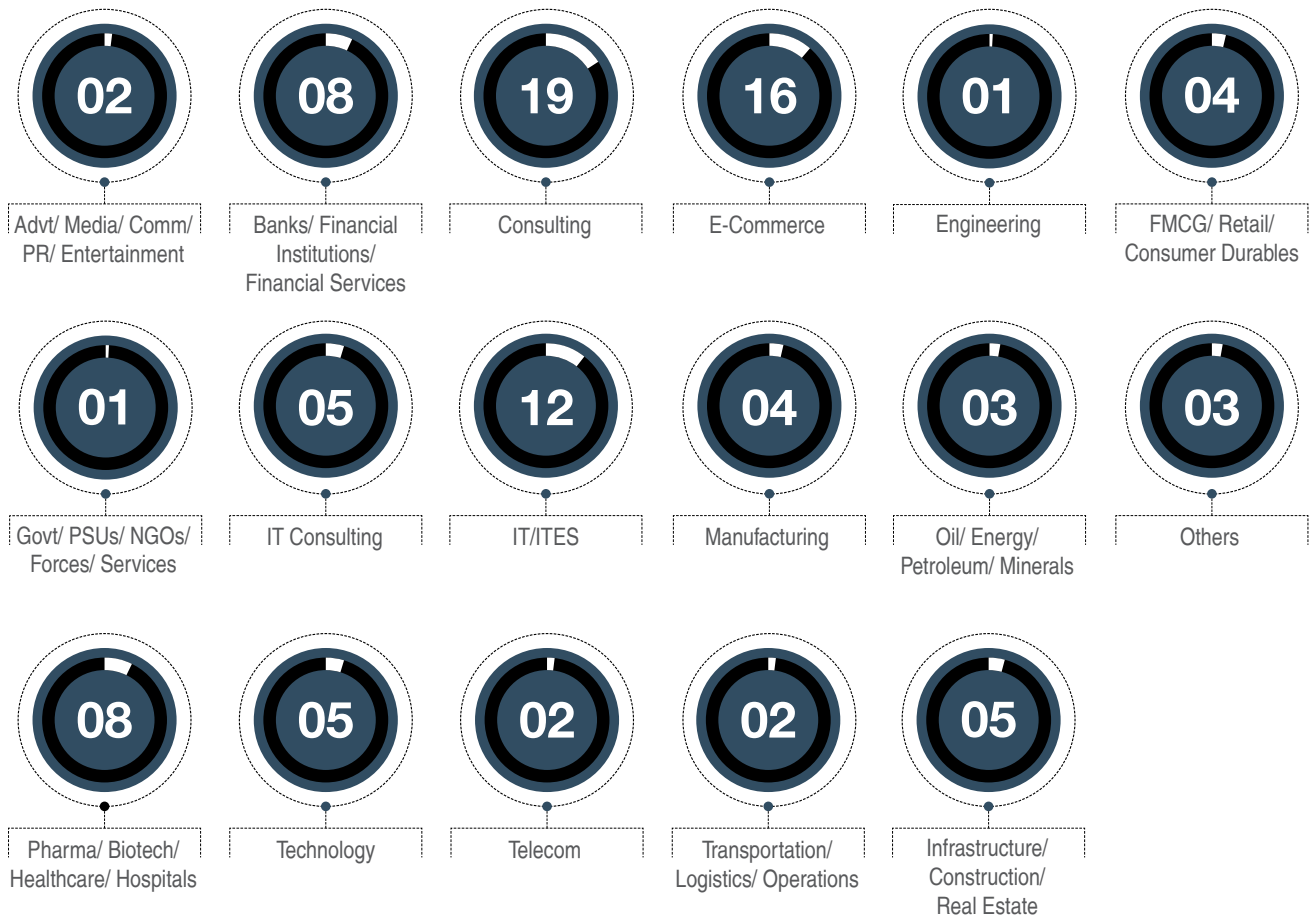 02
Advt/ Media/ Comm/
PR/ Entertainment
08
Banks/ Financial
Institutions/
Financial Services
19
Consulting
16
E-Commerce
01
Engineering
04
FMCG/ Retail/
Consumer Durables
01
Govt/ PSUs/ NGOs/
Forces/ Services
05
IT Consulting
12
IT/ITES
04
Manufacturing
03
Oil/ Energy/
Petroleum/ Minerals
03
Others
08
Pharma/ Biotech/
Healthcare/ Hospitals
05
Technology
02
Telecom
02
Transportation/
Logistics/ Operations
05
Infrastructure/
Construction/
Real Estate